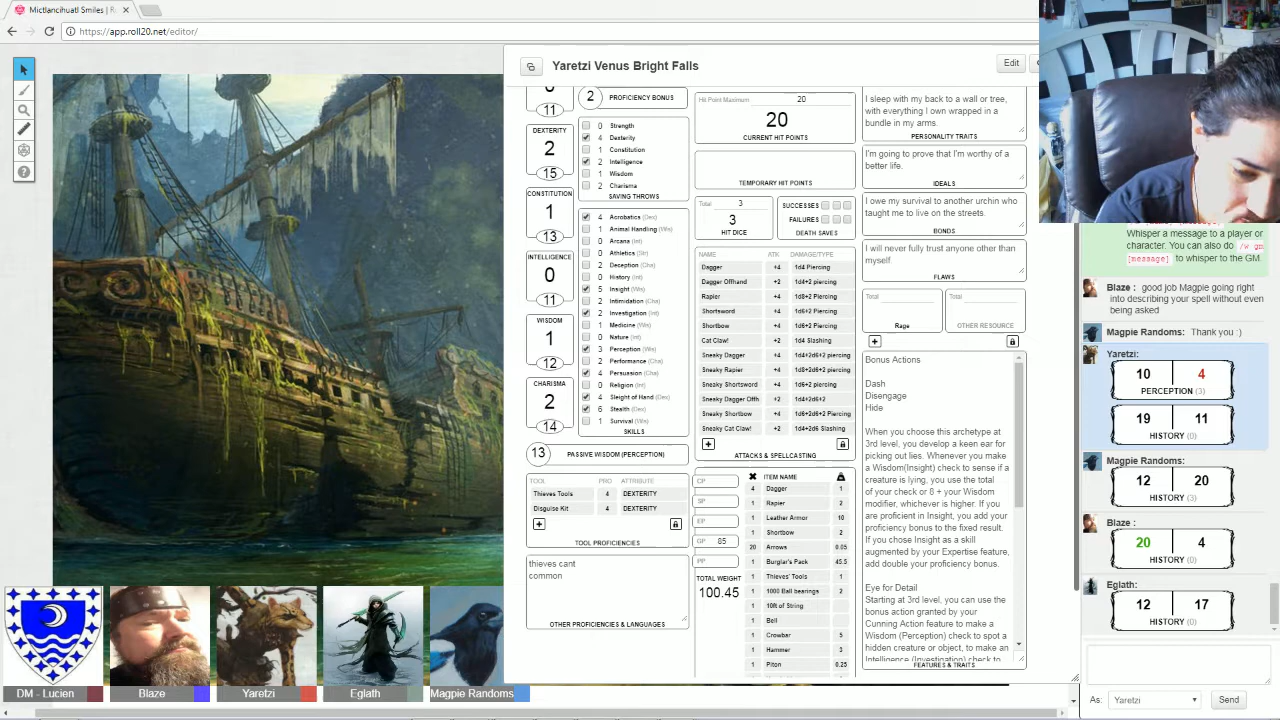 Mictlancihuatl Smiles | R
https://app.roll20.net/editor/
Yaretzi Venus Bright Falls
Edit
11
DEXTERITY
2
15
CONSTITUTION
1
13
INTELLIGENCE
0
11
WISDOM
1
12
CHARISMA
2
14
2 PROFICIENCY BONUS
0 Strength
4 Dexterity
1 Constitution
2 Intelligence
1 Wisdom
2 Charisma
SAVING THROWS
4 Acrobatics (Dex)
1 Animal Handling (Wis)
0 Arcana (Int)
0 Athletics (Str)
2 Deception (Cha)
0 History (Int)
5 Insight (Wis)
2 Intimidation (Cha)
2 Investigation (Int)
1 Medicine (Wis)
0 Nature (Int)
3 Perception (Wis)
2 Performance (Cha)
4 Persuasion (Cha)
0 Religion (Int)
4 Sleight of Hand (Dex)
6 Stealth (Dex)
1 Survival (Wis)
SKILLS
13 PASSIVE WISDOM (PERCEPTION)
TOOL PRO ATTRIBUTE
Thieves Tools 4 DEXTERITY
Disguise Kit 4 DEXTERITY
TOOL PROFICIENCIES
thieves cant
common
OTHER PROFICIENCIES & LANGUAGES
Hit Point Maximum 20
20
CURRENT HIT POINTS
TEMPORARY HIT POINTS
Total 3
3
HIT DICE
SUCCESSES
FAILURES
DEATH SAVES
NAME ATK DAMAGE/TYPE
Dagger +4 1d4 Piercing
Dagger Offhand +2 1d4+2 Piercing
Rapier +4 1d8+2 Piercing
Shortsword +4 1d6+2 Piercing
Shortbow +4 1d6+2 Piercing
Cat Claw! +2 1d4 Slashing
Sneaky Dagger +4 1d4+2d6+2 piercing
Sneaky Rapier +4 1d8+2d6+2 Piercing
Sneaky Shortsword +4 1d6+2 piercing
Sneaky Dagger Offh +2 1d4+2d6+2
Sneaky Shortbow +4 1d6+2d6+2 Piercing
Sneaky Cat Claw! +2 1d4+2d6 Slashing
ATTACKS & SPELLCASTING
CP
SP
EP
GP 85
PP
TOTAL WEIGHT
100.45
ITEM NAME
4 Dagger 1
1 Rapier 2
1 Leather Armor 10
1 Shortbow 2
20 Arrows 0.05
1 Burglar's Pack 45.5
1 Thieves' Tools 1
1 1000 Ball bearings 2
1 10ft of String
1 Bell
1 Crowbar 5
1 Hammer 3
1 Piton 0.25
I sleep with my back to a wall or tree,
with everything I own wrapped in a
bundle in my arms.
PERSONALITY TRAITS
I'm going to prove that I'm worthy of a
better life.
IDEALS
I owe my survival to another urchin who
taught me to live on the streets.
BONDS
I will never fully trust anyone other than
myself.
FLAWS
Total
Rage
Total
OTHER RESOURCE
Bonus Actions
Dash
Disengage
Hide
When you choose this archetype at
3rd level, you develop a keen ear for
picking out lies. Whenever you make
a Wisdom(Insight) check to sense if a
creature is lying, you use the total
of your check or 8 + your Wisdom
modifier, whichever is higher. If you
are proficient in Insight, you add your
proficiency bonus to the fixed result.
If you chose Insight as a skill
augmented by your Expertise feature,
add double your proficiency bonus.
Eye for Detail
Starting at 3rd level, you can use the
bonus action granted by your
Cunning Action feature to make a
Wisdom (Perception) check to spot a
hidden creature or object, to make an
Intelligence (Investigation) check to
FEATURES & TRAITS
Whisper a message to a player or
character. You can also do /w gm
[message] to whisper to the GM.
Blaze : good job Magpie going right
into describing your spell without even
being asked
Magpie Randoms: Thank you :)
Yaretzi:
10 4
PERCEPTION (3)
19 11
HISTORY (0)
Magpie Randoms:
12 20
HISTORY (3)
Blaze :
20 4
HISTORY (0)
Eglath:
12 17
HISTORY (0)
As: Yaretzi Send
DM - Lucien
Blaze
Yaretzi
Eglath
Magpie Randoms